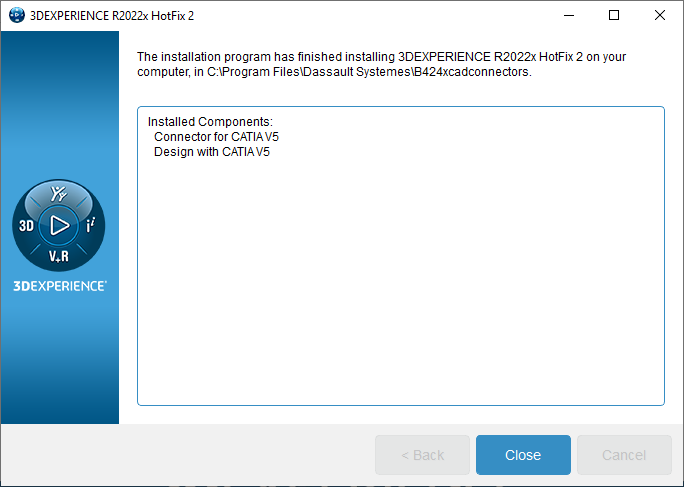 3DEXPERIENCE R2022x HotFix 2
The installation program has finished installing 3DEXPERIENCE R2022x HotFix 2 on your
computer, in C:\Program Files\Dassault Systemes\B424xcadconnectors.
Installed Components:
Connector for CATIA V5
Design with CATIA V5
3D
i²
V+R
3DEXPERIENCE
< Back
Close
Cancel